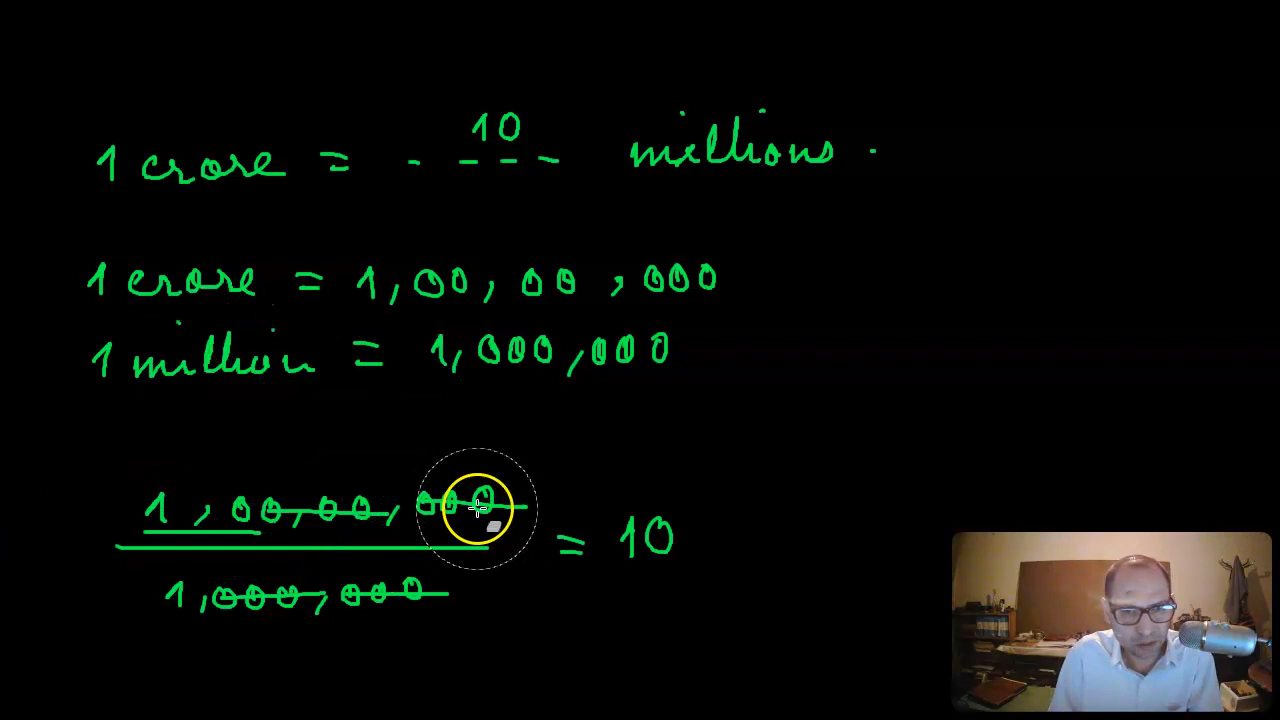 1 crore = - - - - 10 millions.
1 crore = 1,00,00,000
1 million = 1,000,000
1,00,00,000
= 10
1,000,000